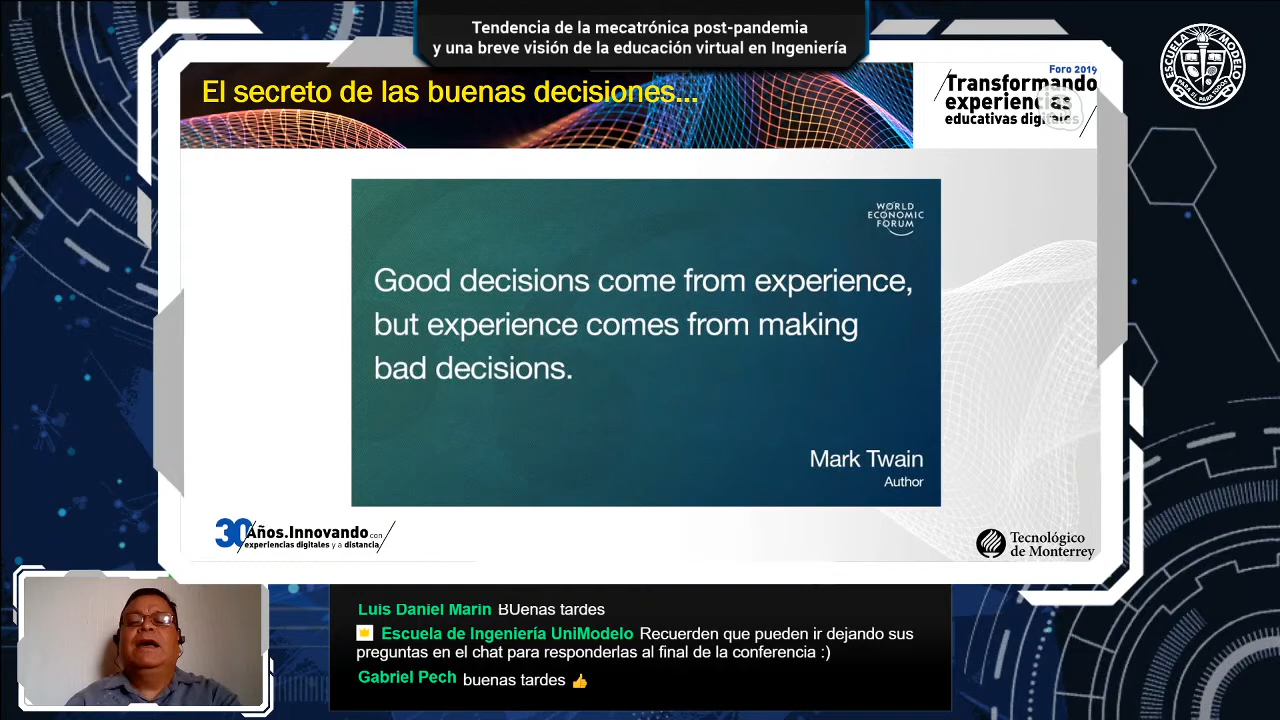 Tendencia de la mecatrónica post-pandemia
y una breve visión de la educación virtual en Ingeniería
ESCUELA MODELO
El secreto de las buenas decisiones...
Foro 2019
Transformando
experiencias
educativas digitales
WORLD
ECONOMIC
FORUM
Good decisions come from experience,
but experience comes from making
bad decisions.
Mark Twain
Author
30 Años.Innovando con
experiencias digitales y a distancia
Tecnológico
de Monterrey
Luis Daniel Marin BUenas tardes
Escuela de Ingeniería UniModelo Recuerden que pueden ir dejando sus
preguntas en el chat para responderlas al final de la conferencia :)
Gabriel Pech buenas tardes 👍